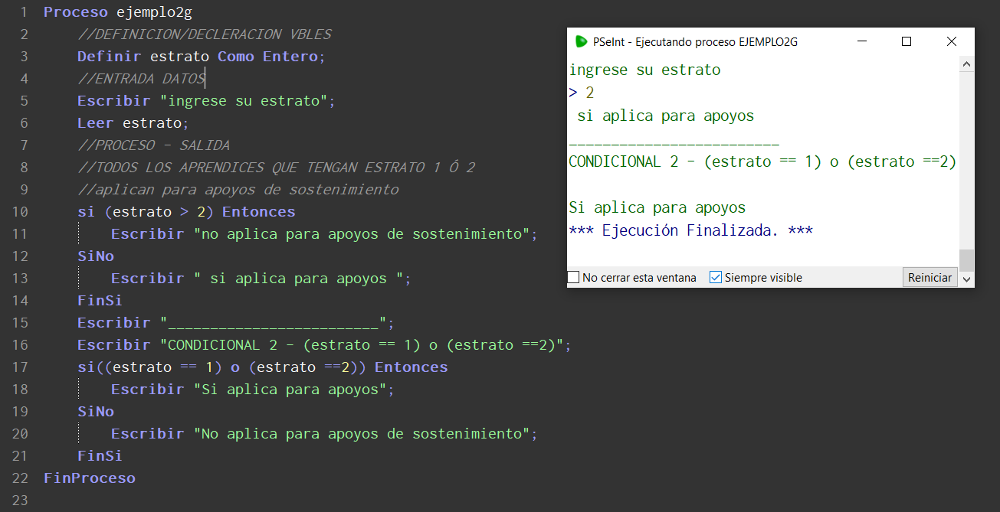 1 Proceso ejemplo2g
2 //DEFINICION/DECLERACION VBLES
3 Definir estrato Como Entero;
4 //ENTRADA DATOS
5 Escribir "ingrese su estrato";
6 Leer estrato;
7 //PROCESO - SALIDA
8 //TODOS LOS APRENDICES QUE TENGAN ESTRATO 1 Ó 2
9 //aplican para apoyos de sostenimiento
10 si (estrato > 2) Entonces
11 Escribir "no aplica para apoyos de sostenimiento";
12 SiNo
13 Escribir " si aplica para apoyos ";
14 FinSi
15 Escribir "_________________________";
16 Escribir "CONDICIONAL 2 - (estrato == 1) o (estrato ==2)";
17 si((estrato == 1) o (estrato ==2)) Entonces
18 Escribir "Si aplica para apoyos";
19 SiNo
20 Escribir "No aplica para apoyos de sostenimiento";
21 FinSi
22 FinProceso
23
PSeInt - Ejecutando proceso EJEMPLO2G
ingrese su estrato
> 2
si aplica para apoyos
_________________________
CONDICIONAL 2 - (estrato == 1) o (estrato ==2)
Si aplica para apoyos
*** Ejecución Finalizada. ***
No cerrar esta ventana Siempre visible Reiniciar